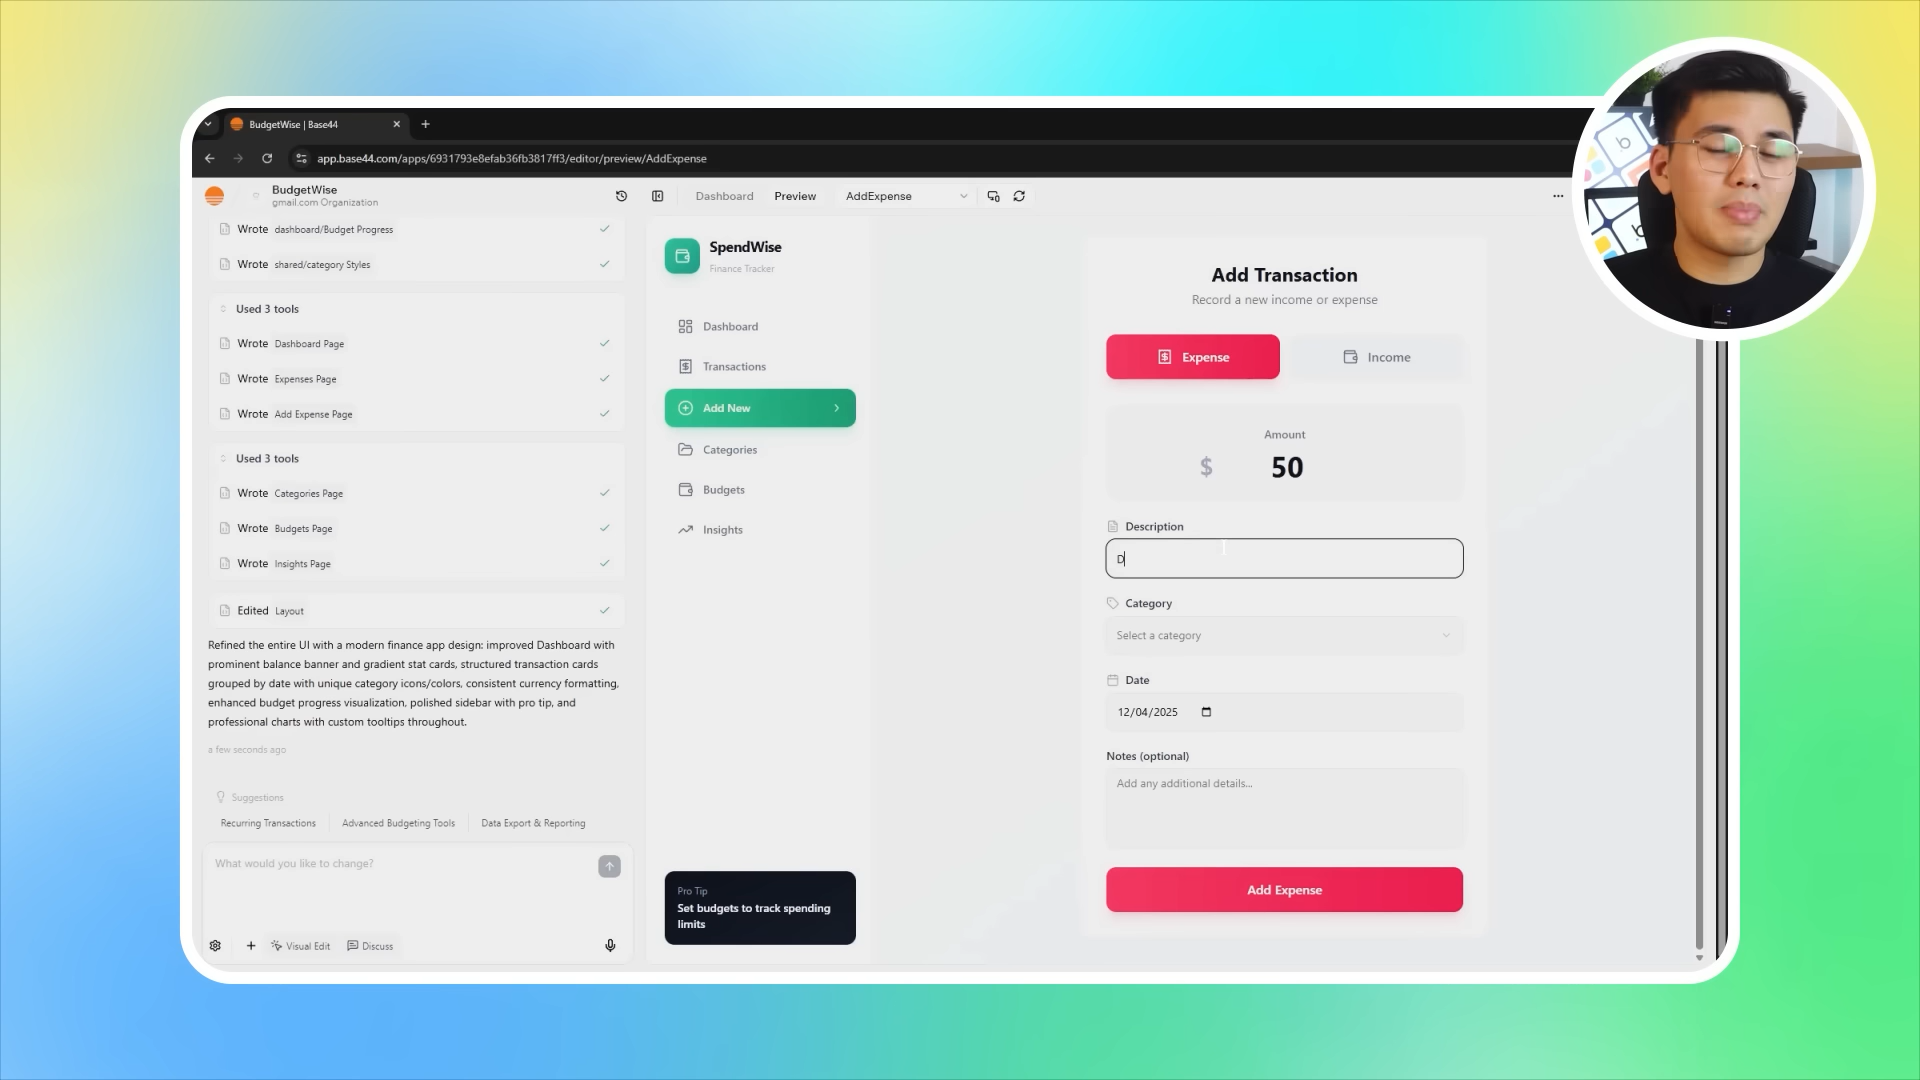 BudgetWise | Base44
app.base44.com/apps/6931793e8efab36fb3817ff3/editor/preview/AddExpense
BudgetWise
gmail.com Organization
Dashboard
Preview
AddExpense
Wrote dashboard/Budget Progress
Wrote shared/category Styles
Used 3 tools
Wrote Dashboard Page
Wrote Expenses Page
Wrote Add Expense Page
Used 3 tools
Wrote Categories Page
Wrote Budgets Page
Wrote Insights Page
Edited Layout
Refined the entire UI with a modern finance app design: improved Dashboard with
prominent balance banner and gradient stat cards, structured transaction cards
grouped by date with unique category icons/colors, consistent currency formatting,
enhanced budget progress visualization, polished sidebar with pro tip, and
professional charts with custom tooltips throughout.
a few seconds ago
Suggestions
Recurring Transactions
Advanced Budgeting Tools
Data Export & Reporting
What would you like to change?
Visual Edit
Discuss
SpendWise
Finance Tracker
Dashboard
Transactions
Add New
Categories
Budgets
Insights
Pro Tip
Set budgets to track spending
limits
Add Transaction
Record a new income or expense
Expense
Income
Amount
$ 50
Description
D
Category
Select a category
Date
12/04/2025
Notes (optional)
Add any additional details...
Add Expense